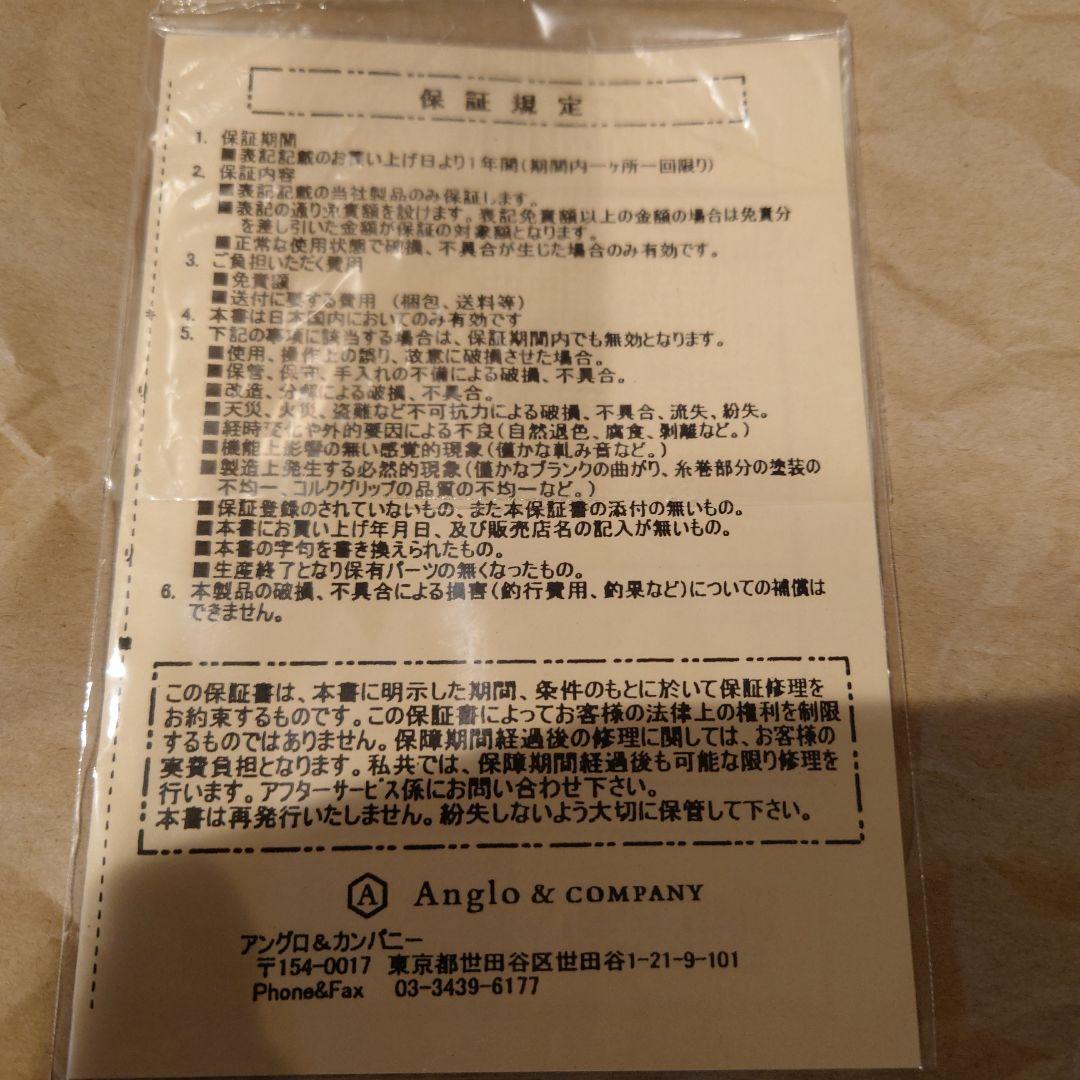 保証規定
1. 保証期間
■表記記載のお買い上げ日より1年間(期間内一ヶ所一回限り)
2. 保証内容
■表記記載の当社製品のみ保証します。
■表記の通り免責額を設けます。表記免責額以上の金額の場合は免責分
を差し引いた金額が保証の対象額となります。
■正常な使用状態で破損、不具合が生じた場合のみ有効です。
3. ご負担いただく費用
■免責額
■送付に要する費用 (梱包、送料等)
4. 本書は日本国内においてのみ有効です
5. 下記の事項に該当する場合は、保証期間内でも無効となります。
■使用、操作上の誤り、故意に破損させた場合。
■保管、保守、手入れの不備による破損、不具合。
■改造、分解による破損、不具合。
■天災、火災、盗難など不可抗力による破損、不具合、流失、紛失。
■経時変化や外的要因による不良(自然退色、腐食、剥離など。)
■機能上影響の無い感覚的現象(僅かな軋み音など。)
■製造上発生する必然的現象(僅かなブランクの曲がり、糸巻部分の塗装の
不均一、コルクグリップの品質の不均一など。)
■保証登録のされていないもの、また本保証書の添付の無いもの。
■本書にお買い上げ年月日、及び販売店名の記入が無いもの。
■本書の字句を書き換えられたもの。
■生産終了となり保有パーツの無くなったもの。
6. 本製品の破損、不具合による損害(釣行費用、釣果など)についての補償は
できません。
この保証書は、本書に明示した期間、条件のもとに於いて保証修理を
お約束するものです。この保証書によってお客様の法律上の権利を制限
するものではありません。保障期間経過後の修理に関しては、お客様の
実費負担となります。私共では、保障期間経過後も可能な限り修理を
行います。アフターサービス係にお問い合わせ下さい。
本書は再発行いたしません。紛失しないよう大切に保管して下さい。
A Anglo & COMPANY
アングロ&カンパニー
〒154-0017 東京都世田谷区世田谷1-21-9-101
Phone&Fax 03-3439-6177